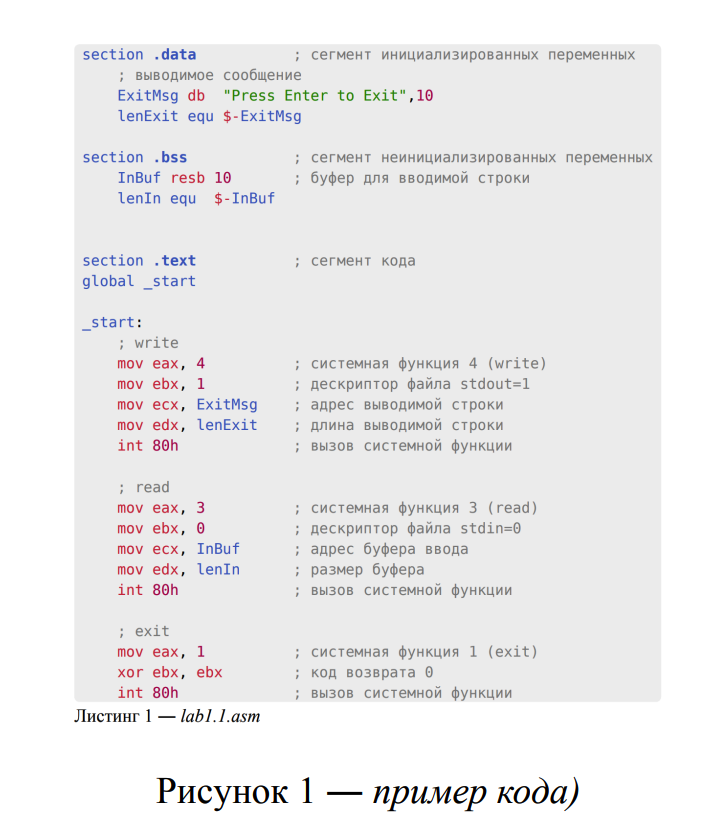 section .data           ; сегмент инициализированных переменных
    ; выводимое сообщение
    ExitMsg db  "Press Enter to Exit",10
    lenExit equ $-ExitMsg
section .bss            ; сегмент неинициализированных переменных
    InBuf resb 10       ; буфер для вводимой строки
    lenIn equ  $-InBuf
section .text           ; сегмент кода
global _start
_start:
    ; write
    mov eax, 4          ; системная функция 4 (write)
    mov ebx, 1          ; дескриптор файла stdout=1
    mov ecx, ExitMsg    ; адрес выводимой строки
    mov edx, lenExit    ; длина выводимой строки
    int 80h             ; вызов системной функции
    ; read
    mov eax, 3          ; системная функция 3 (read)
    mov ebx, 0          ; дескриптор файла stdin=0
    mov ecx, InBuf      ; адрес буфера ввода
    mov edx, lenIn      ; размер буфера
    int 80h             ; вызов системной функции
    ; exit
    mov eax, 1          ; системная функция 1 (exit)
    xor ebx, ebx        ; код возврата 0
    int 80h             ; вызов системной функции
Листинг 1 — lab1.1.asm
Рисунок 1 — пример кода)